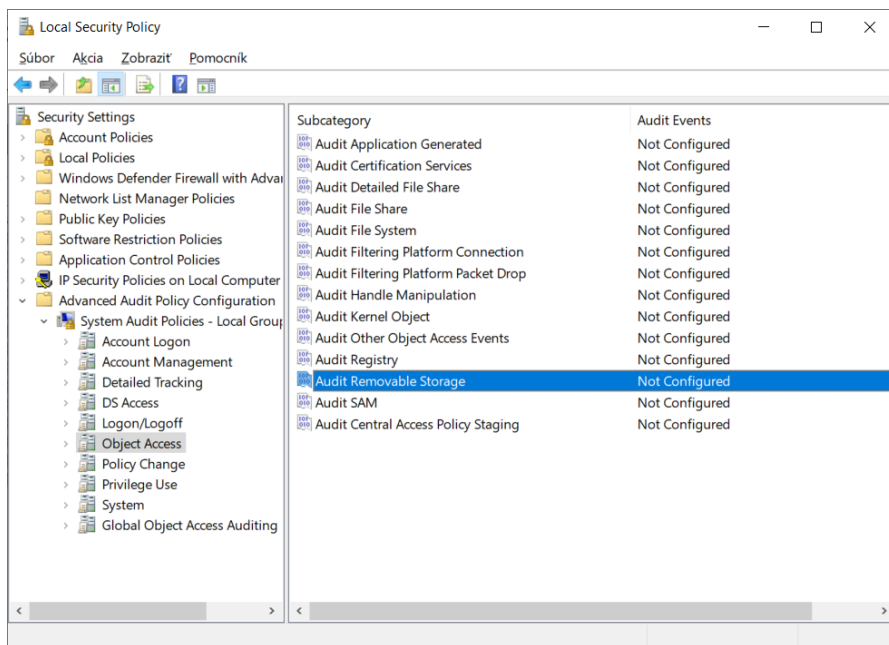 Local Security Policy
Súbor Akcia Zobraziť Pomocník
Security Settings
Account Policies
Local Policies
Windows Defender Firewall with Adva
Network List Manager Policies
Public Key Policies
Software Restriction Policies
Application Control Policies
IP Security Policies on Local Computer
Advanced Audit Policy Configuration
System Audit Policies - Local Group
Account Logon
Account Management
Detailed Tracking
DS Access
Logon/Logoff
Object Access
Policy Change
Privilege Use
System
Global Object Access Auditing
Subcategory Audit Events
Audit Application Generated Not Configured
Audit Certification Services Not Configured
Audit Detailed File Share Not Configured
Audit File Share Not Configured
Audit File System Not Configured
Audit Filtering Platform Connection Not Configured
Audit Filtering Platform Packet Drop Not Configured
Audit Handle Manipulation Not Configured
Audit Kernel Object Not Configured
Audit Other Object Access Events Not Configured
Audit Registry Not Configured
Audit Removable Storage Not Configured
Audit SAM Not Configured
Audit Central Access Policy Staging Not Configured